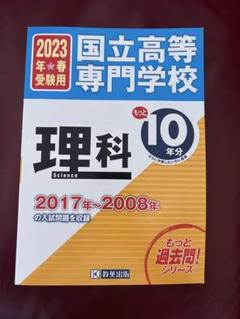 2023
年*春
受験用
国立高等
専門学校
もっと
10
年分
理科
Science
2017年~2008年
の入試問題を収録
もっと
過去問!
シリーズ
K 教英出版